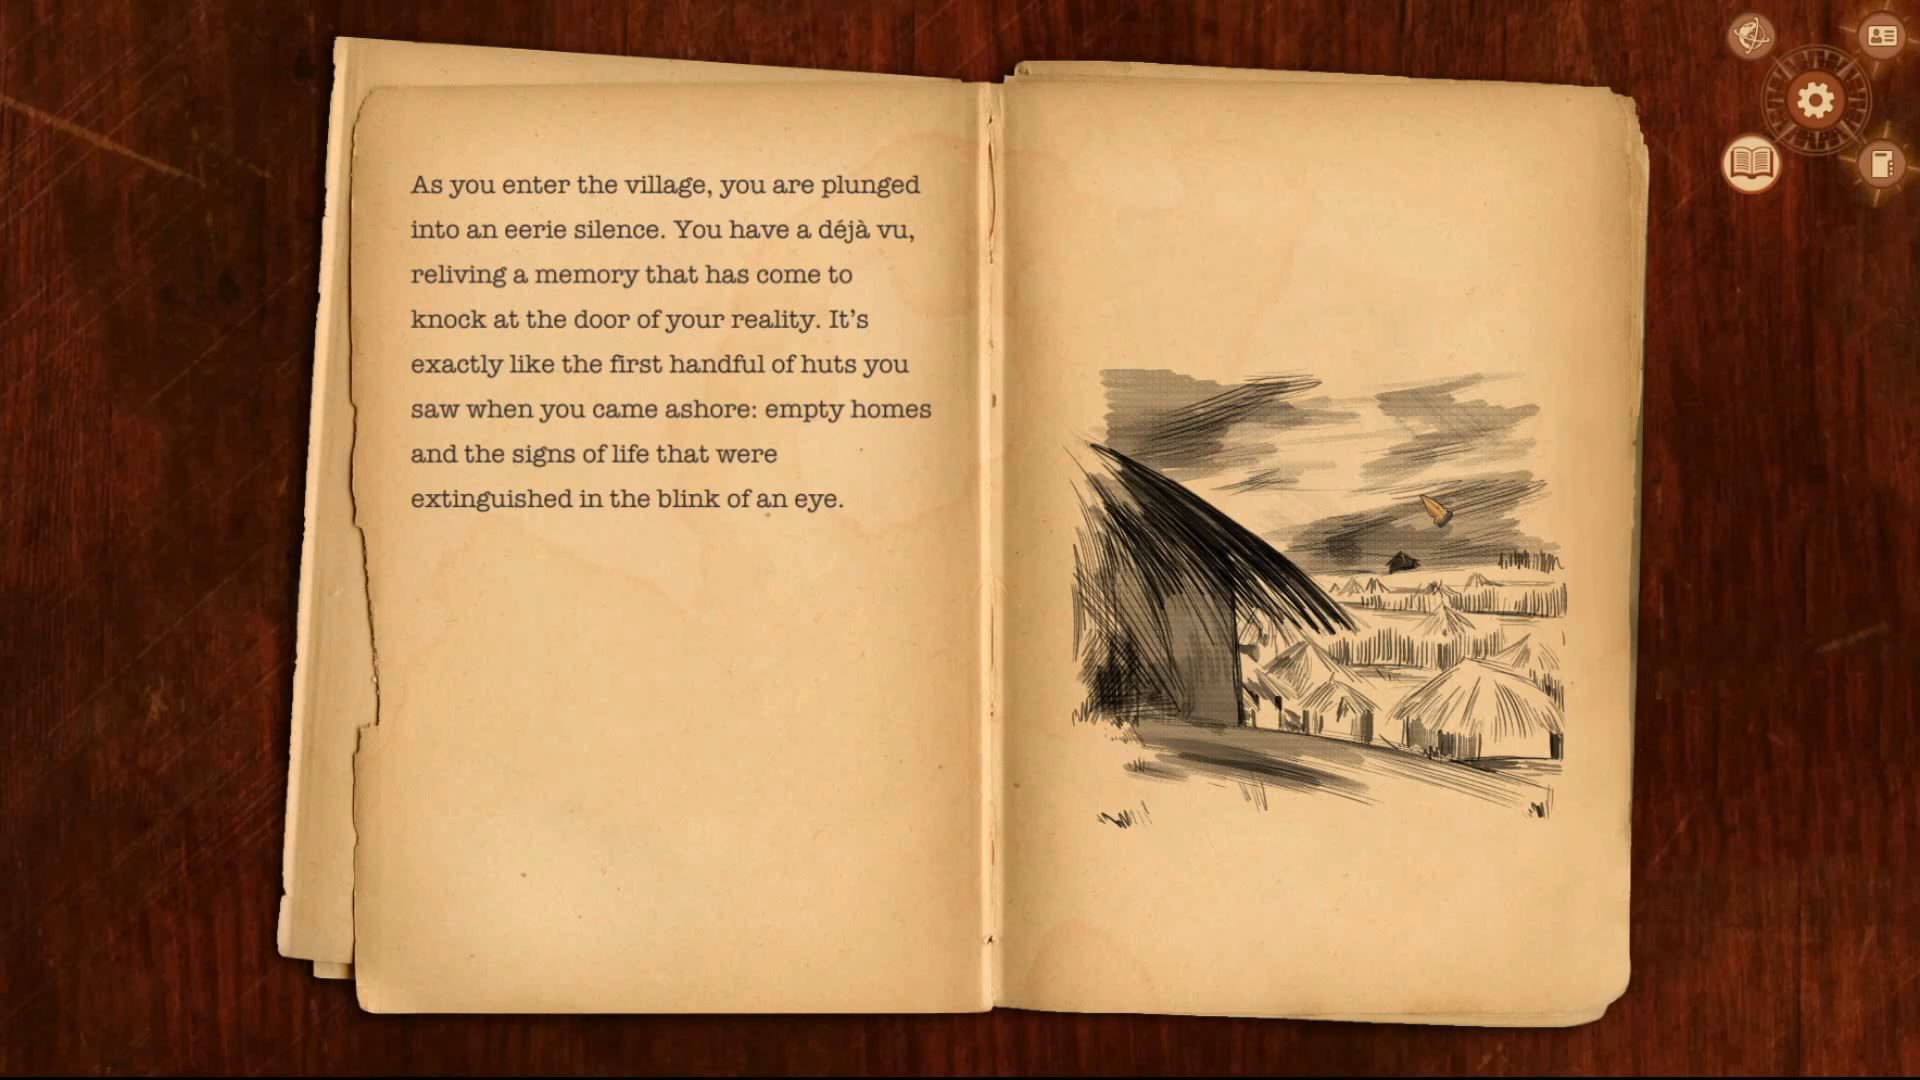 As you enter the village, you are plunged
into an eerie silence. You have a déjà vu,
reliving a memory that has come to
knock at the door of your reality. It's
exactly like the first handful of huts you
saw when you came ashore: empty homes
and the signs of life that were
extinguished in the blink of an eye.